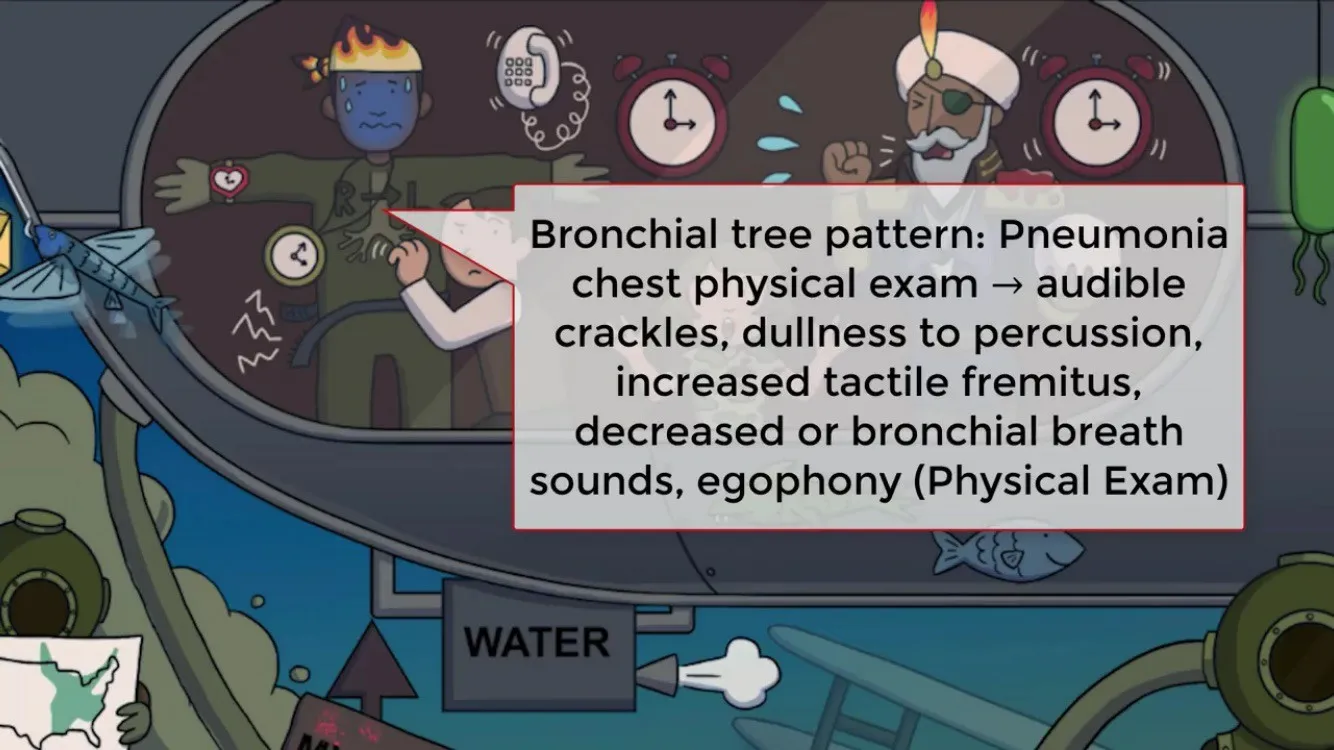 Bronchial tree pattern: Pneumonia
chest physical exam → audible
crackles, dullness to percussion,
increased tactile fremitus,
decreased or bronchial breath
sounds, egophony (Physical Exam)
WATER